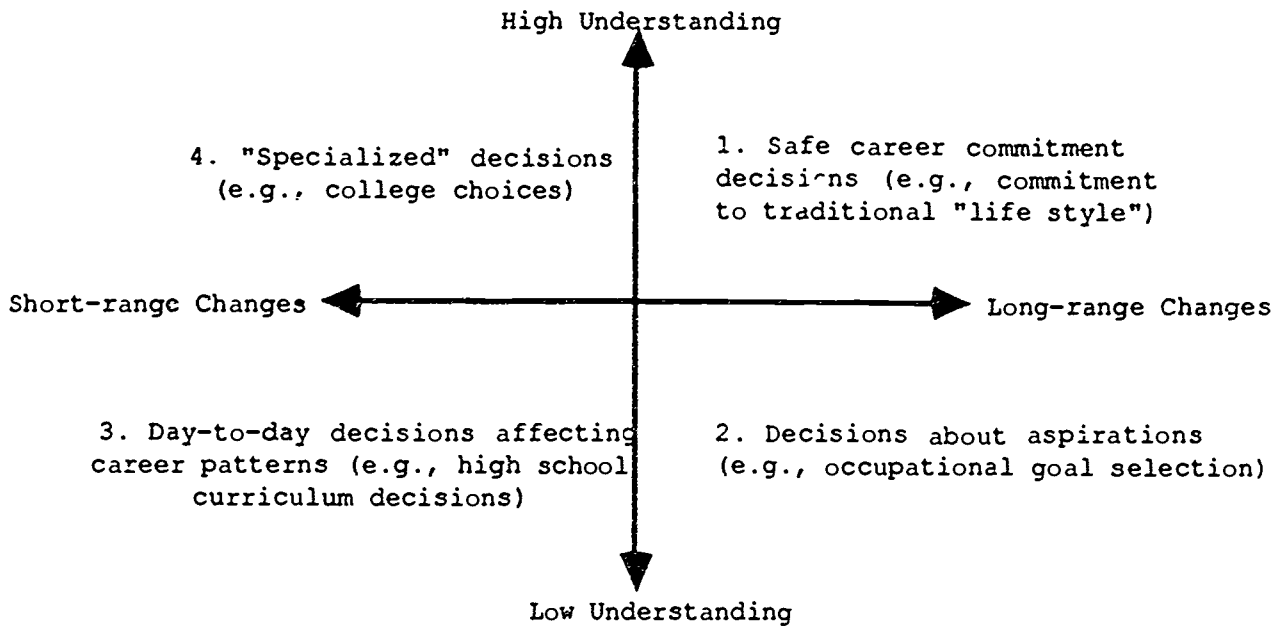 High Understanding
4. "Specialized" decisions
(e.g., college choices)
1. Safe career commitment
decisions (e.g., commitment
to traditional "life style")
Short-range Changes
Long-range Changes
3. Day-to-day decisions affecting
career patterns (e.g., high school
curriculum decisions)
2. Decisions about aspirations
(e.g., occupational goal selection)
Low Understanding